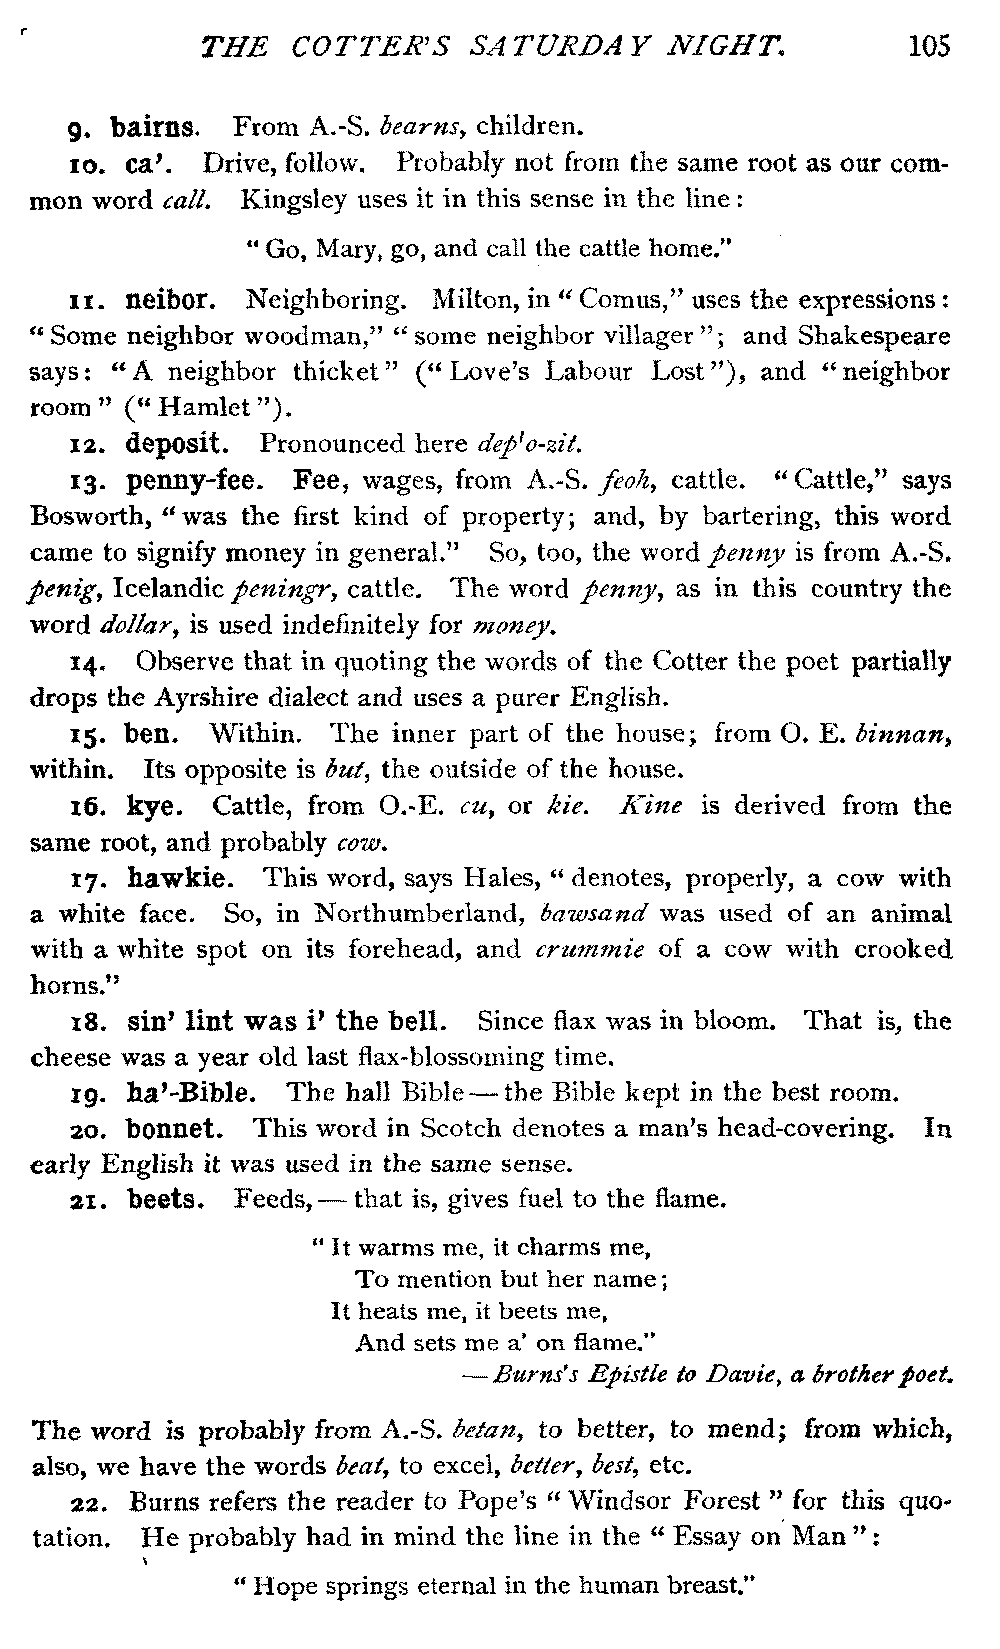 THE COTTER'S SATURDAY NIGHT. 105
9. bairns. From A.-S. bearns, children.
10. ca'. Drive, follow. Probably not from the same root as our com-
mon word call. Kingsley uses it in this sense in the line :
" Go, Mary, go, and call the cattle home."
11. neibor. Neighboring. Milton, in " Comus," uses the expressions :
" Some neighbor woodman," " some neighbor villager "; and Shakespeare
says: " A neighbor thicket " (" Love's Labour Lost "), and " neighbor
room " (" Hamlet ").
12. deposit. Pronounced here dep'o-zit.
13. penny-fee. Fee, wages, from A.-S. feoh, cattle. " Cattle," says
Bosworth, " was the first kind of property; and, by bartering, this word
came to signify money in general." So, too, the word penny is from A.-S.
penig, Icelandic peningr, cattle. The word penny, as in this country the
word dollar, is used indefinitely for money.
14. Observe that in quoting the words of the Cotter the poet partially
drops the Ayrshire dialect and uses a purer English.
15. ben. Within. The inner part of the house; from O. E. binnan,
within. Its opposite is but, the outside of the house.
16. kye. Cattle, from O.-E. cu, or kie. Kine is derived from the
same root, and probably cow.
17. hawkie. This word, says Hales, " denotes, properly, a cow with
a white face. So, in Northumberland, bawsand was used of an animal
with a white spot on its forehead, and crummie of a cow with crooked
horns."
18. sin' lint was i' the bell. Since flax was in bloom. That is, the
cheese was a year old last flax-blossoming time.
19. ha'-Bible. The hall Bible — the Bible kept in the best room.
20. bonnet. This word in Scotch denotes a man's head-covering. In
early English it was used in the same sense.
21. beets. Feeds, — that is, gives fuel to the flame.
" It warms me, it charms me,
To mention but her name;
It heats me, it beets me,
And sets me a' on flame."
— Burns's Epistle to Davie, a brother poet.
The word is probably from A.-S. betan, to better, to mend; from which,
also, we have the words beat, to excel, better, best, etc.
22. Burns refers the reader to Pope's " Windsor Forest " for this quo-
tation. He probably had in mind the line in the " Essay on Man ":
" Hope springs eternal in the human breast."